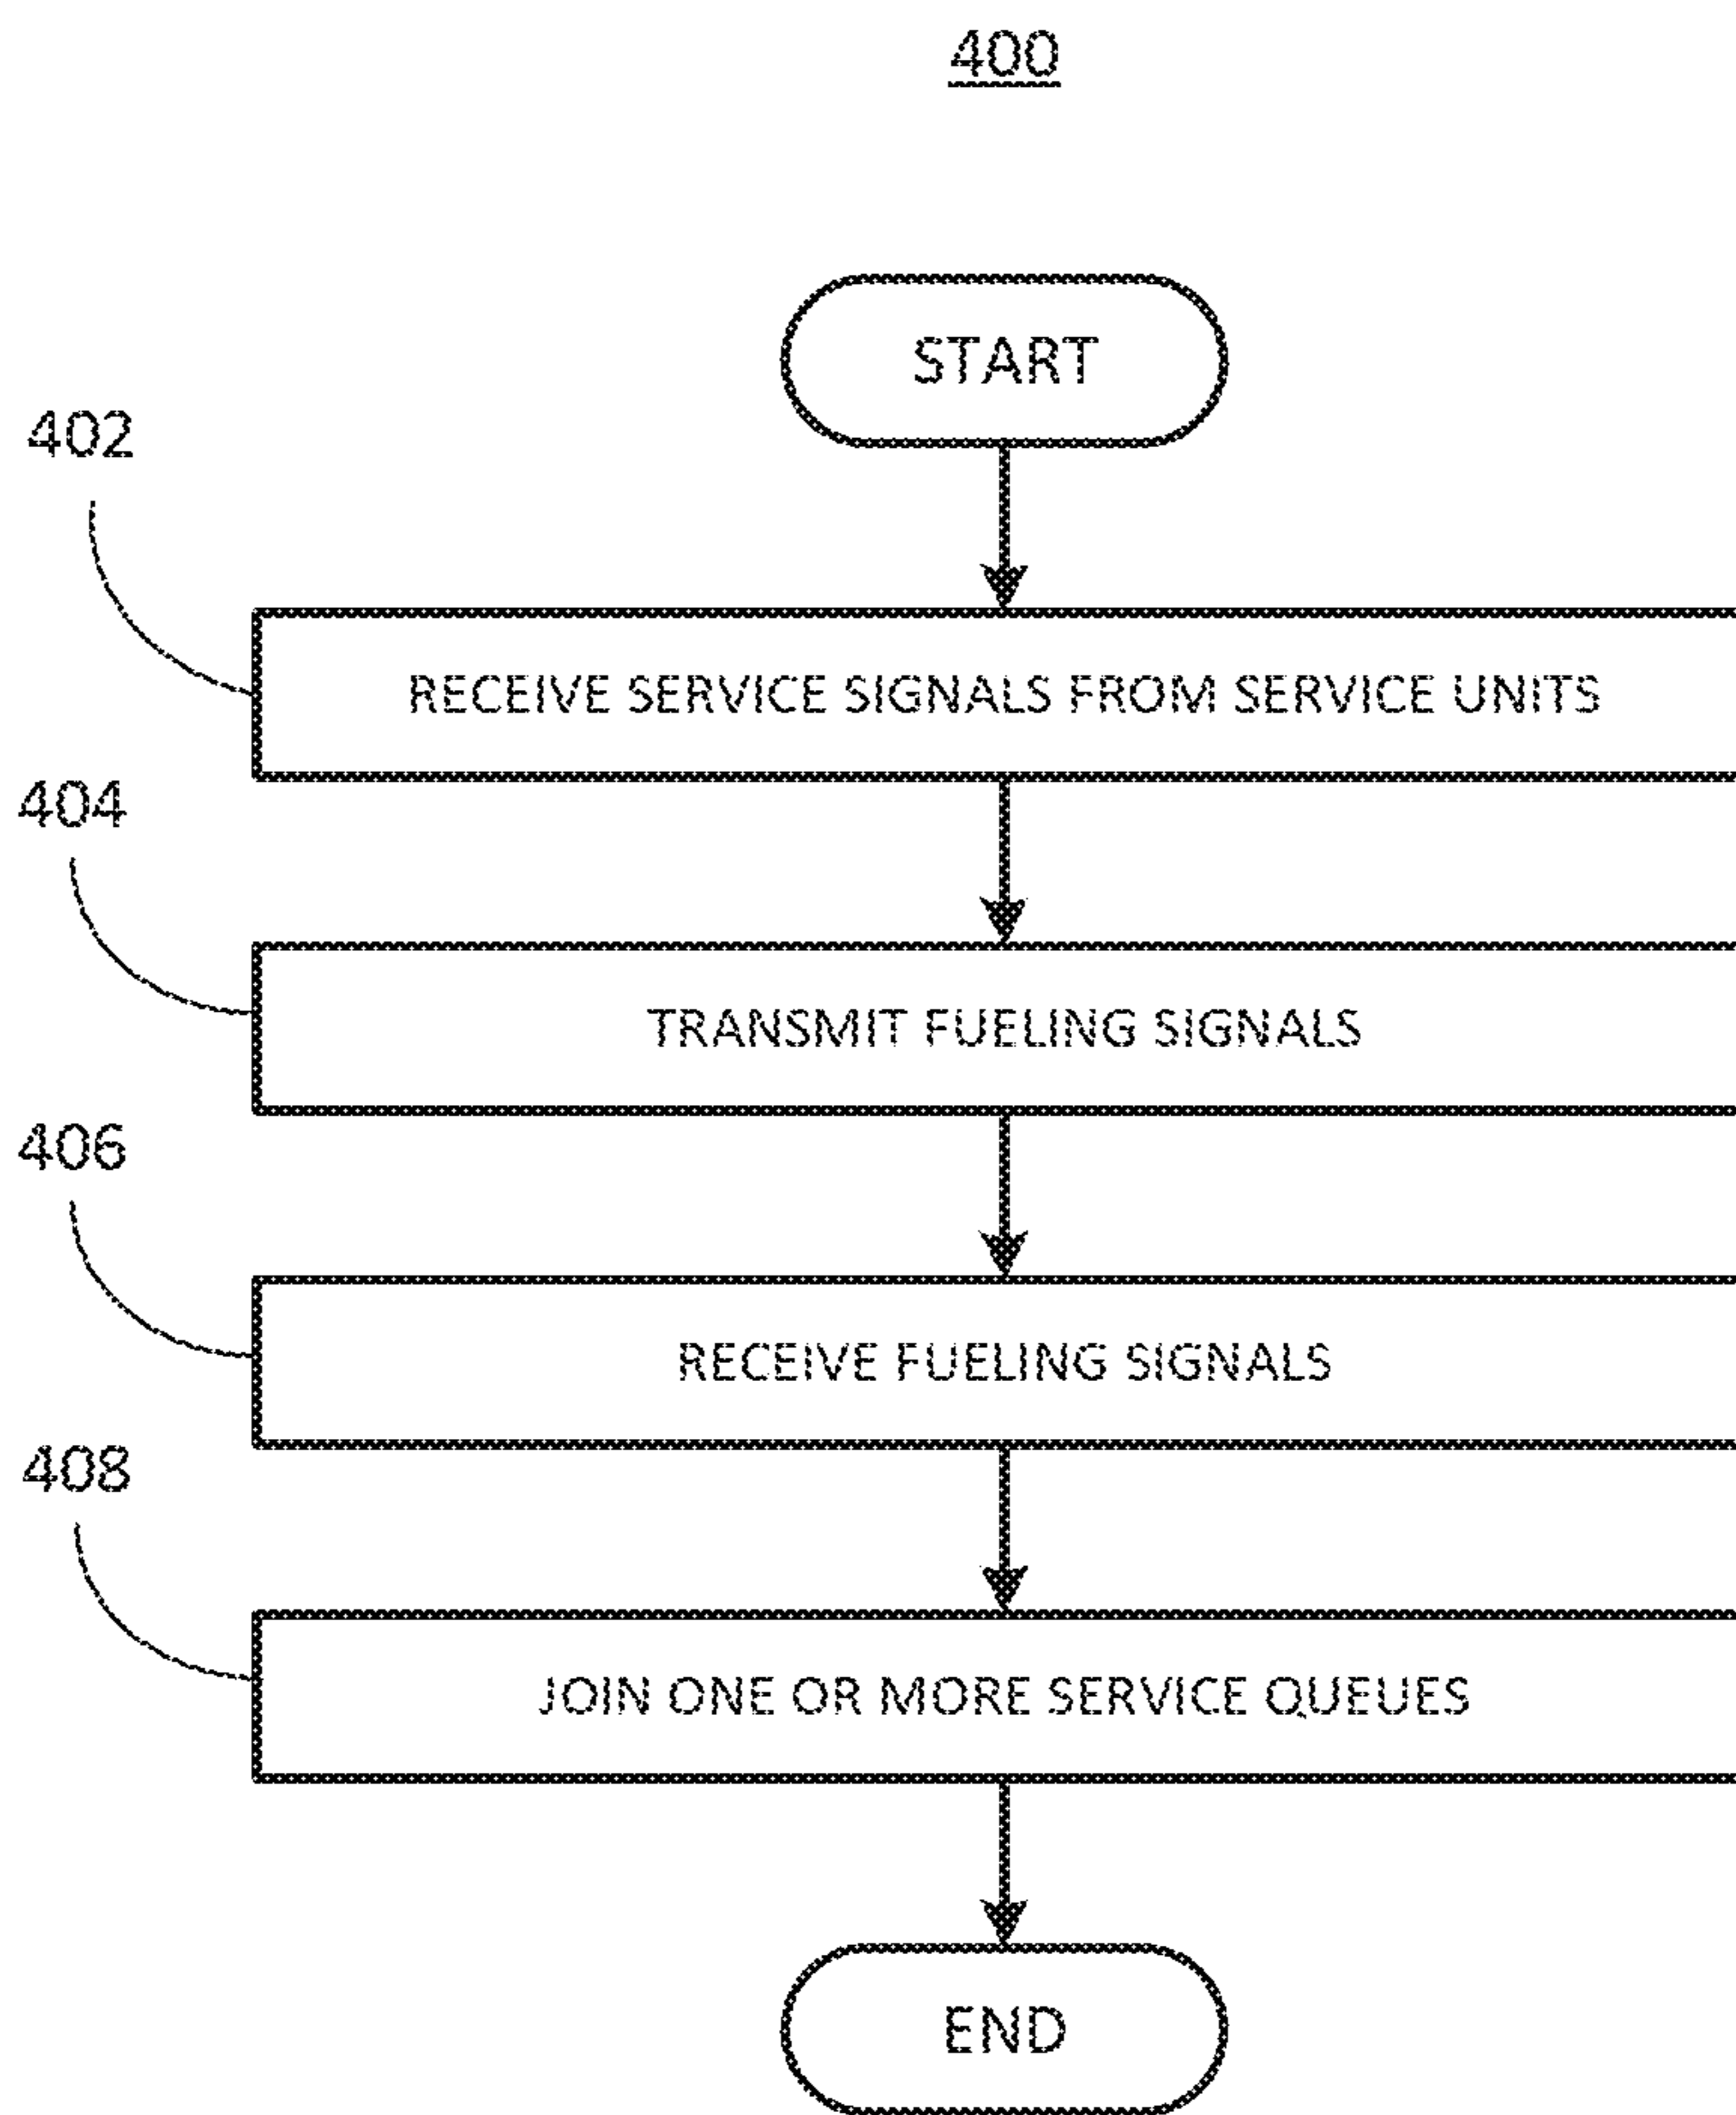 400
START
402
RECEIVE SERVICE SIGNALS FROM SERVICE UNITS
404
TRANSMIT FUELING SIGNALS
406
RECEIVE FUELING SIGNALS
408
JOIN ONE OR MORE SERVICE QUEUES
END